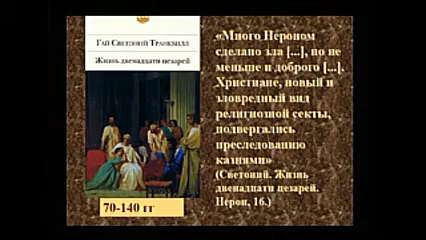 Гай Светоний Транквилл
Жизнь двенадцати цезарей
«Много Нероном
сделано зла [...], но не
меньше и доброго [...].
Христиане, новый и
зловредный вид
религиозной секты,
подвергались
преследованию
казнями»
(Светоний. Жизнь
двенадцати цезарей.
Нерон, 16.)
70-140 гг